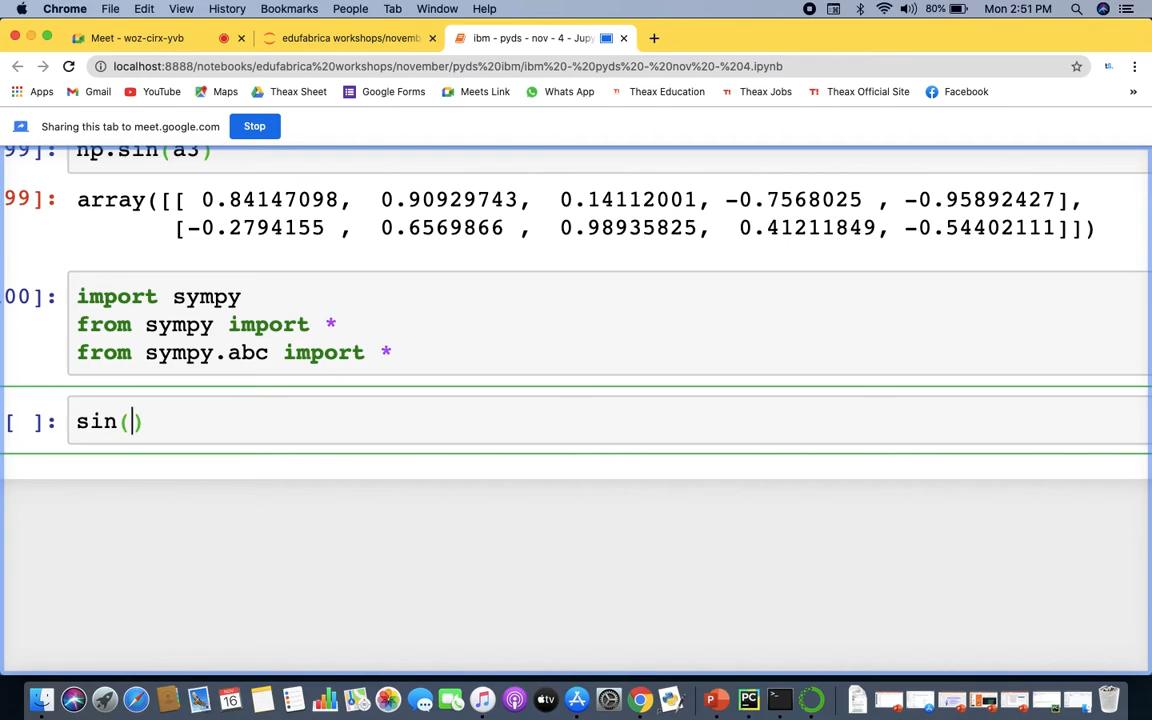 Chrome File Edit View History Bookmarks People Tab Window Help 80% Mon 2:51 PM
Meet - woz-cirx-yvb
edufabrica workshops/novemb
ibm - pyds - nov - 4 - Jupy
localhost:8888/notebooks/edufabrica%20workshops/november/pyds%20ibm/ibm%20-%20pyds%20-%20nov%20-%204.ipynb
Apps Gmail YouTube Maps Theax Sheet Google Forms Meets Link Whats App Theax Education Theax Jobs Theax Official Site Facebook »
Sharing this tab to meet.google.com Stop
99]: np.sin(a3)
99]: array([[ 0.84147098, 0.90929743, 0.14112001, -0.7568025 , -0.95892427],
[-0.2794155 , 0.6569866 , 0.98935825, 0.41211849, -0.54402111]])
00]: import sympy
from sympy import *
from sympy.abc import *
[ ]: sin()
NOV 16